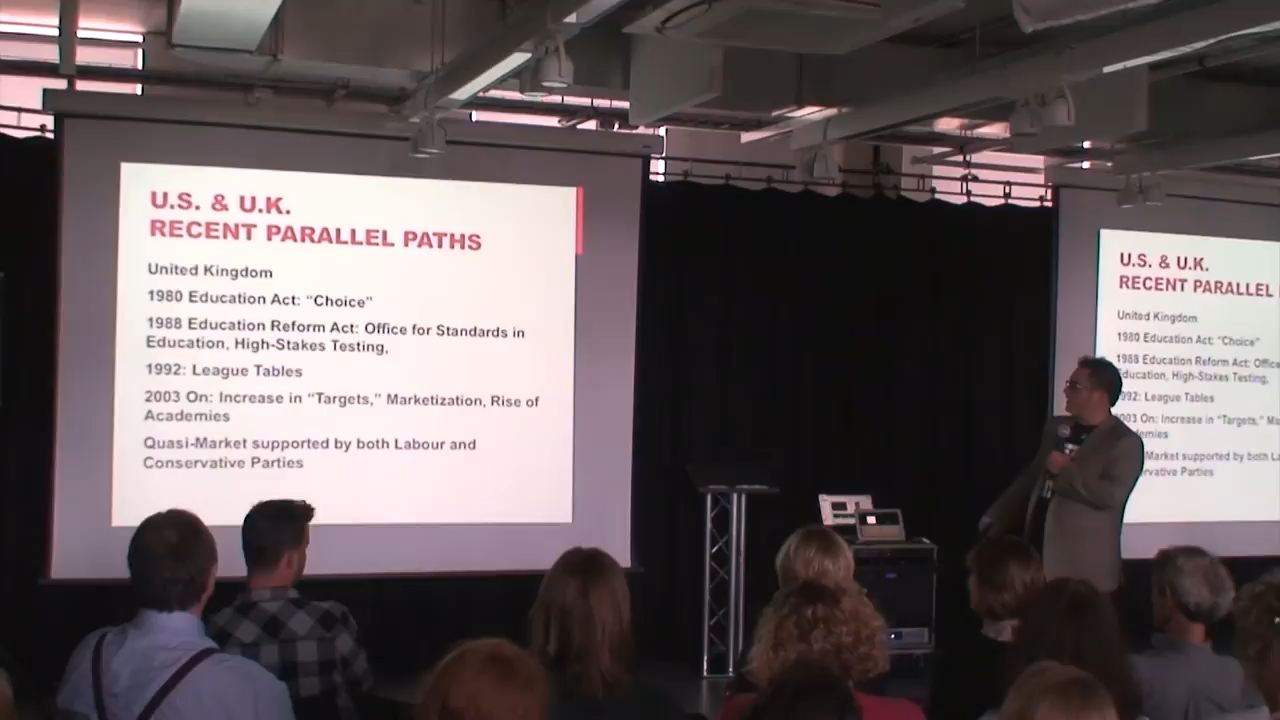 U.S. & U.K.
RECENT PARALLEL PATHS
United Kingdom
1980 Education Act: “Choice”
1988 Education Reform Act: Office for Standards in
Education, High-Stakes Testing,
1992: League Tables
2003 On: Increase in “Targets,” Marketization, Rise of
Academies
Quasi-Market supported by both Labour and
Conservative Parties
U.S. & U.K.
RECENT PARALLEL
United Kingdom
1980 Education Act: “Choice”
1988 Education Reform Act: Office
Education, High-Stakes Testing,
992: League Tables
003 On: Increase in “Targets,” Ma
demies
Market supported by both La
rvative Parties